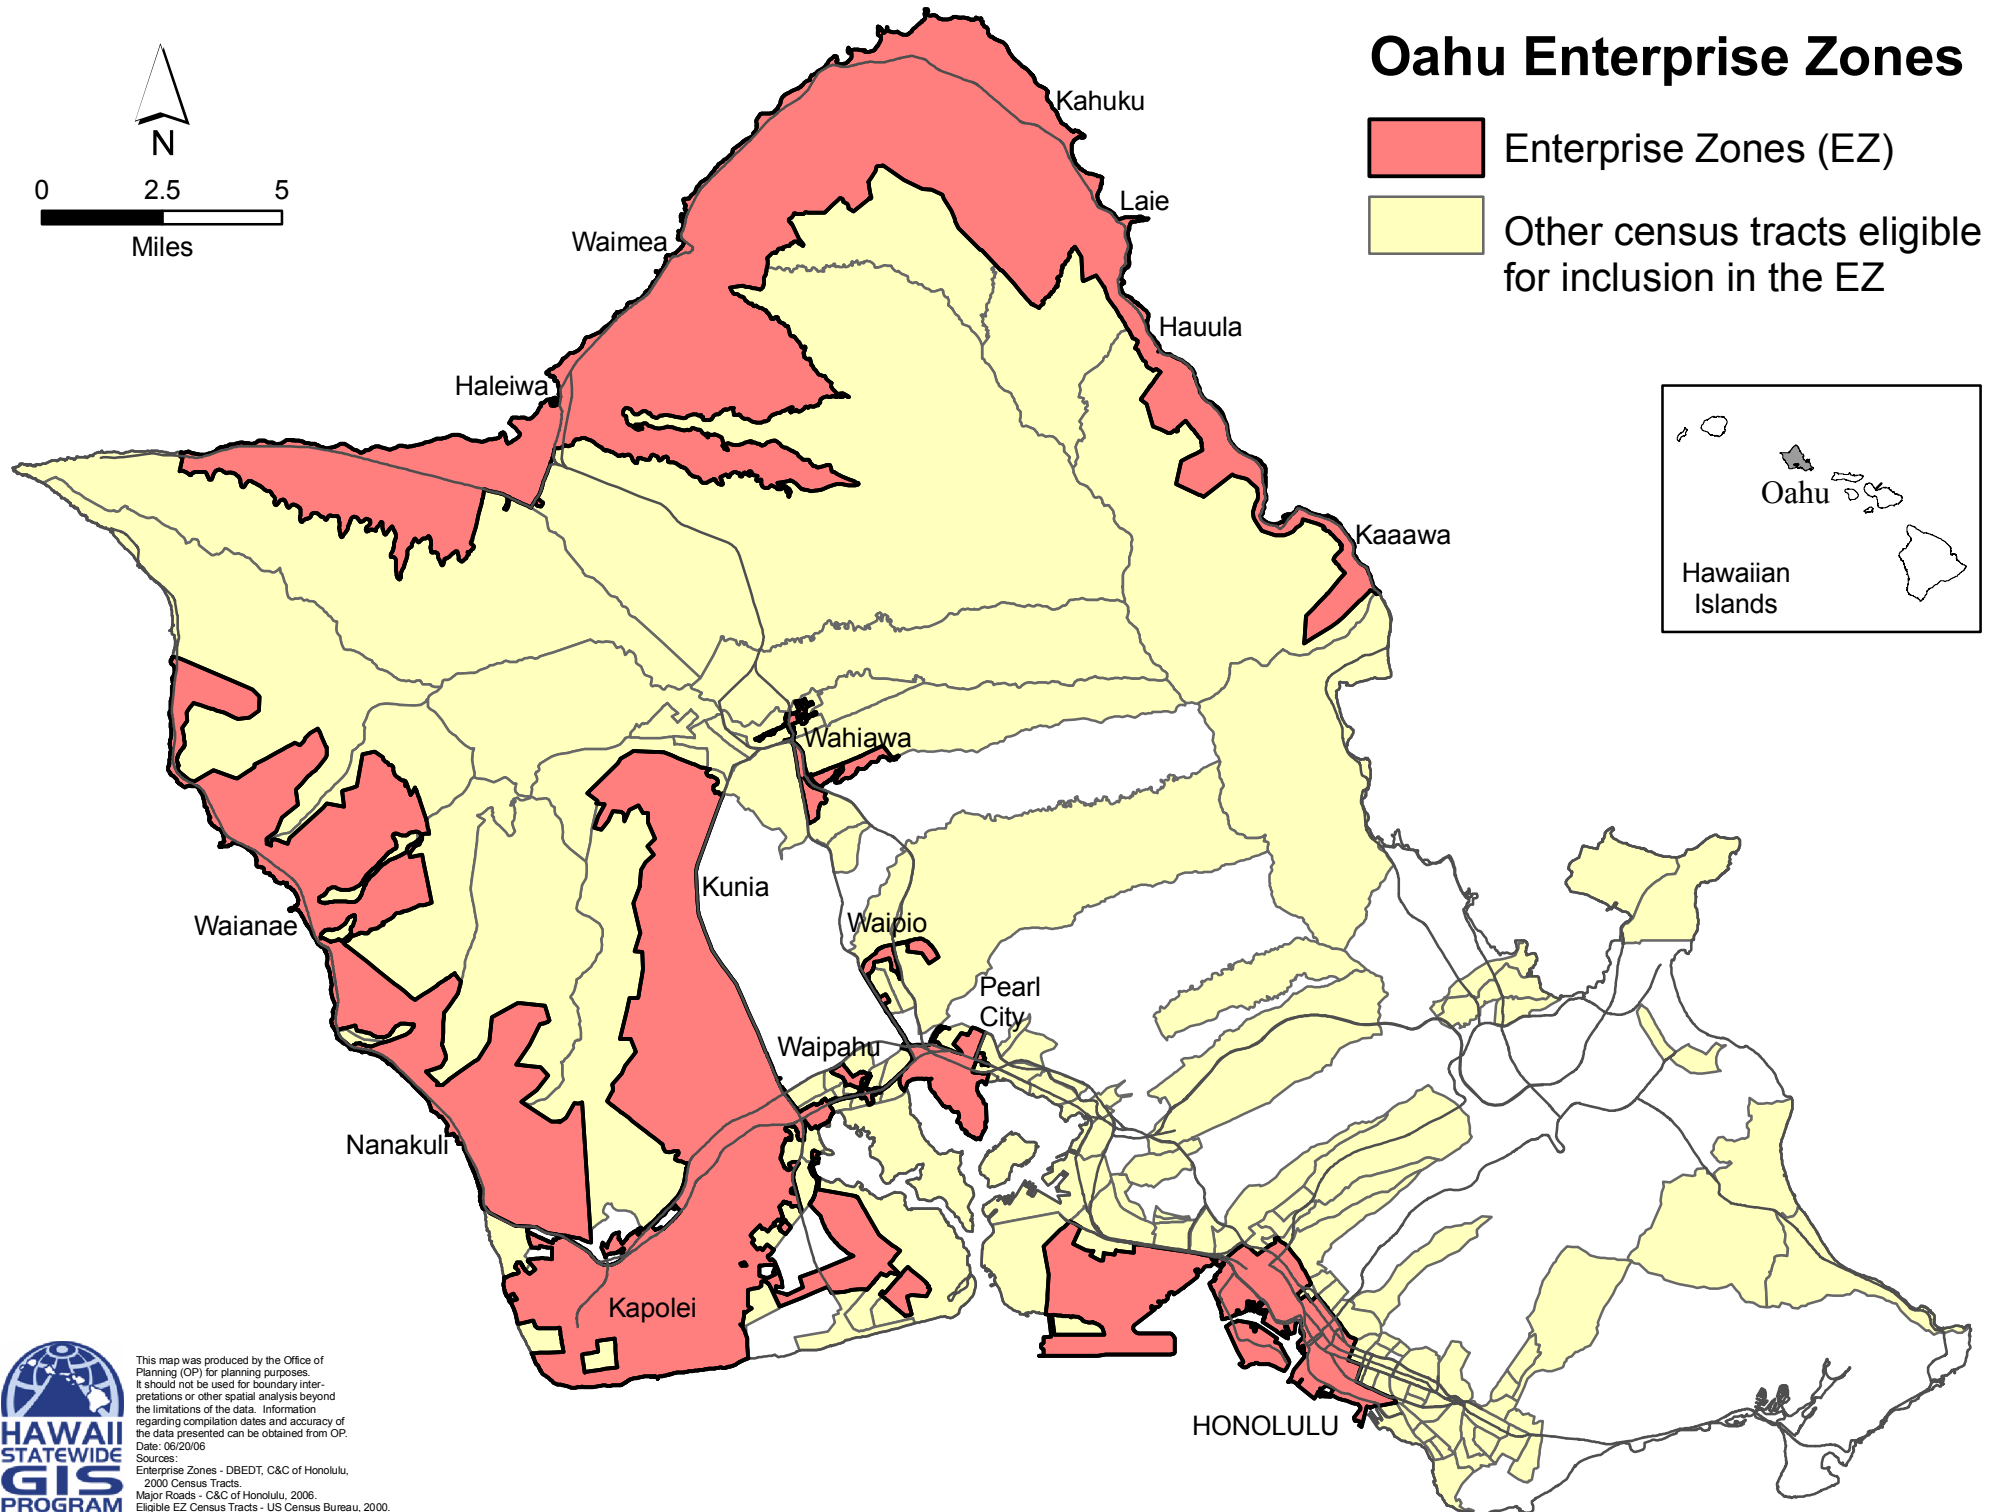 Oahu Enterprise Zones
Enterprise Zones (EZ)
Other census tracts eligible
for inclusion in the EZ
N
0 2.5 5
Miles
Kahuku
Laie
Waimea
Hauula
Haleiwa
Kaaawa
Oahu
Hawaiian
Islands
Wahiawa
Kunia
Waianae
Waipio
Pearl
City
Waipahu
Nanakuli
Kapolei
HONOLULU
HAWAII
STATEWIDE
GIS
PROGRAM
This map was produced by the Office of
Planning (OP) for planning purposes.
It should not be used for boundary inter-
pretations or other spatial analysis beyond
the limitations of the data. Information
regarding compilation dates and accuracy of
the data presented can be obtained from OP.
Date: 06/20/06
Sources:
Enterprise Zones - DBEDT, C&C of Honolulu,
2000 Census Tracts.
Major Roads - C&C of Honolulu, 2006.
Eligible EZ Census Tracts - US Census Bureau, 2000.